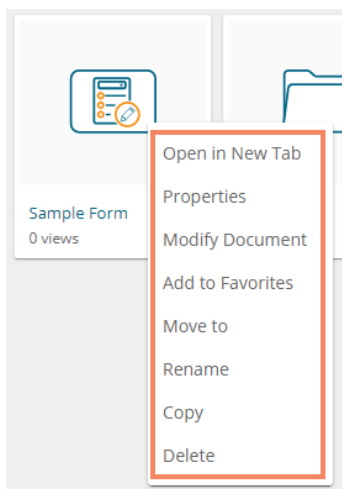 Sample Form
0 views
Open in New Tab
Properties
Modify Document
Add to Favorites
Move to
Rename
Copy
Delete